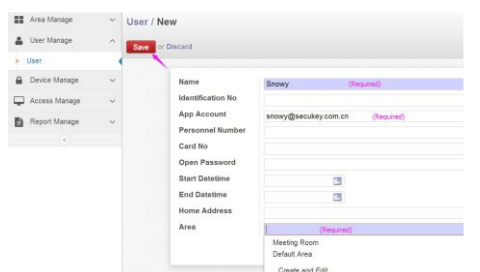 Area Manage
User Manage
User
Device Manage
Access Manage
Report Manage
User / New
Save or Discard
Name Snowy (Required)
Identification No
App Account snowy@secukey.com.cn (Required)
Personnel Number
Card No
Open Password
Start Datetime
End Datetime
Home Address
Area (Required)
Meeting Room
Default Area
Create and Edit